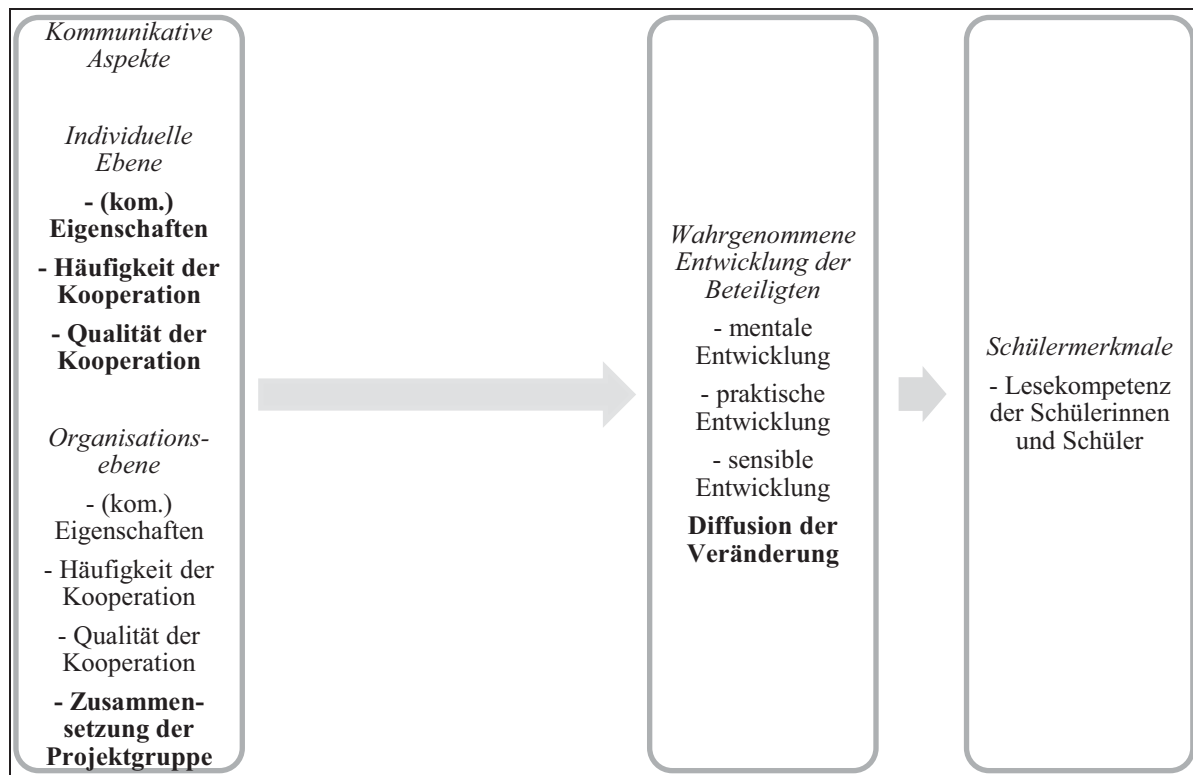 Kommunikative
Aspekte
Individuelle
Ebene
- (kom.)
Eigenschaften
- Häufigkeit der
Kooperation
- Qualität der
Kooperation
Organisations-
ebene
- (kom.)
Eigenschaften
- Häufigkeit der
Kooperation
- Qualität der
Kooperation
- Zusammen-
setzung der
Projektgruppe
Wahrgenommene
Entwicklung der
Beteiligten
- mentale
Entwicklung
- praktische
Entwicklung
- sensible
Entwicklung
Diffusion der
Veränderung
Schülermerkmale
- Lesekompetenz
der Schülerinnen
und Schüler